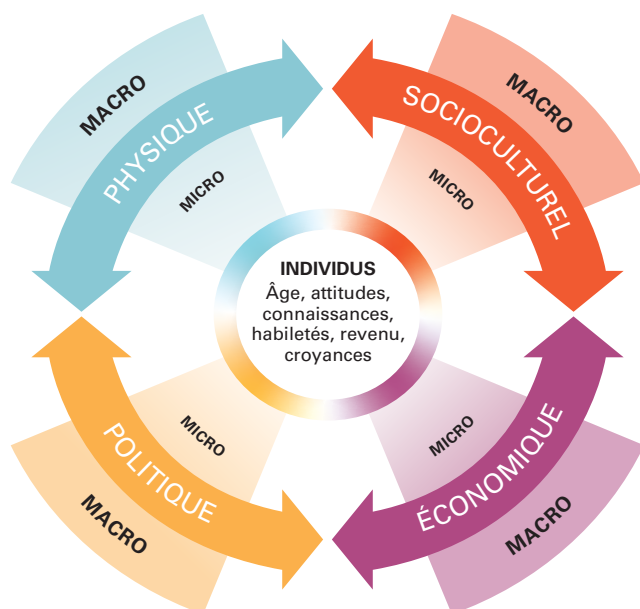 MACRO
PHYSIQUE
MICRO
MACRO
SOCIOCULTUREL
MICRO
INDIVIDUS
Âge, attitudes,
connaissances,
habiletés, revenu,
croyances
MICRO
POLITIQUE
MACRO
MICRO
ÉCONOMIQUE
MACRO